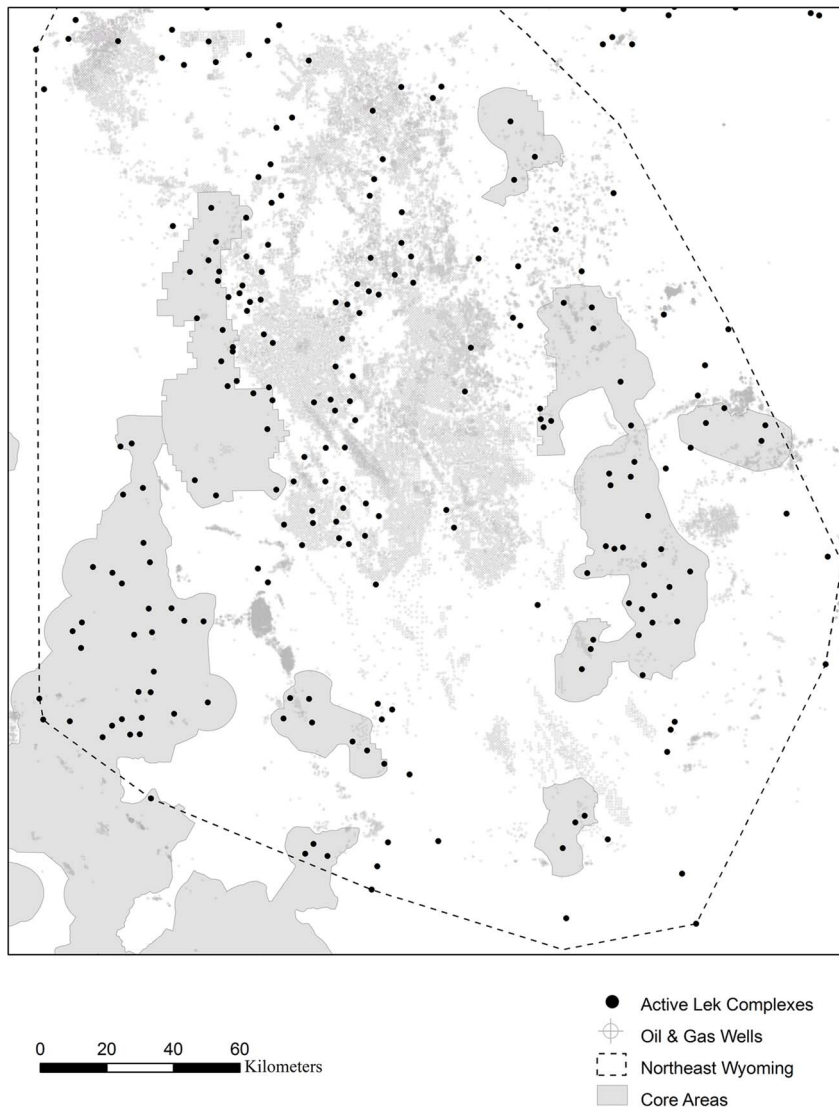 Active Lek Complexes
Oil & Gas Wells
Northeast Wyoming
Core Areas
0 20 40 60
Kilometers